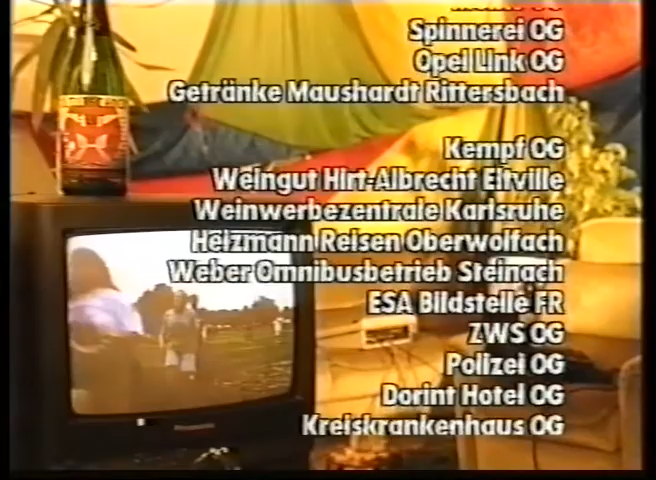 Spinnerei OG
Opel Link OG
Getränke Maushardt Rittersbach
Kempf OG
Weingut Hirt-Albrecht Eltville
Weinwerbezentrale Karlsruhe
Heizmann Reisen Oberwolfach
Weber Omnibusbetrieb Steinach
ESA Bildstelle FR
ZWS OG
Polizei OG
Dorint Hotel OG
Kreiskrankenhaus OG